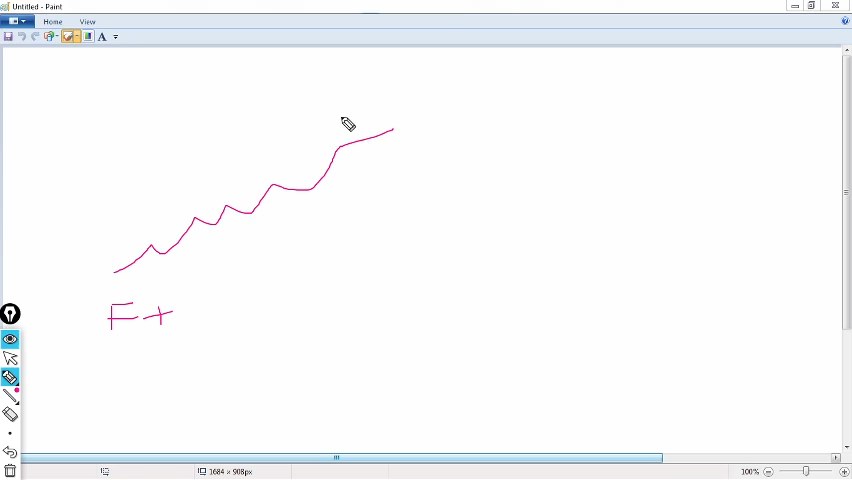 Untitled - Paint
Home View
A
F+
1684 × 908px 100%